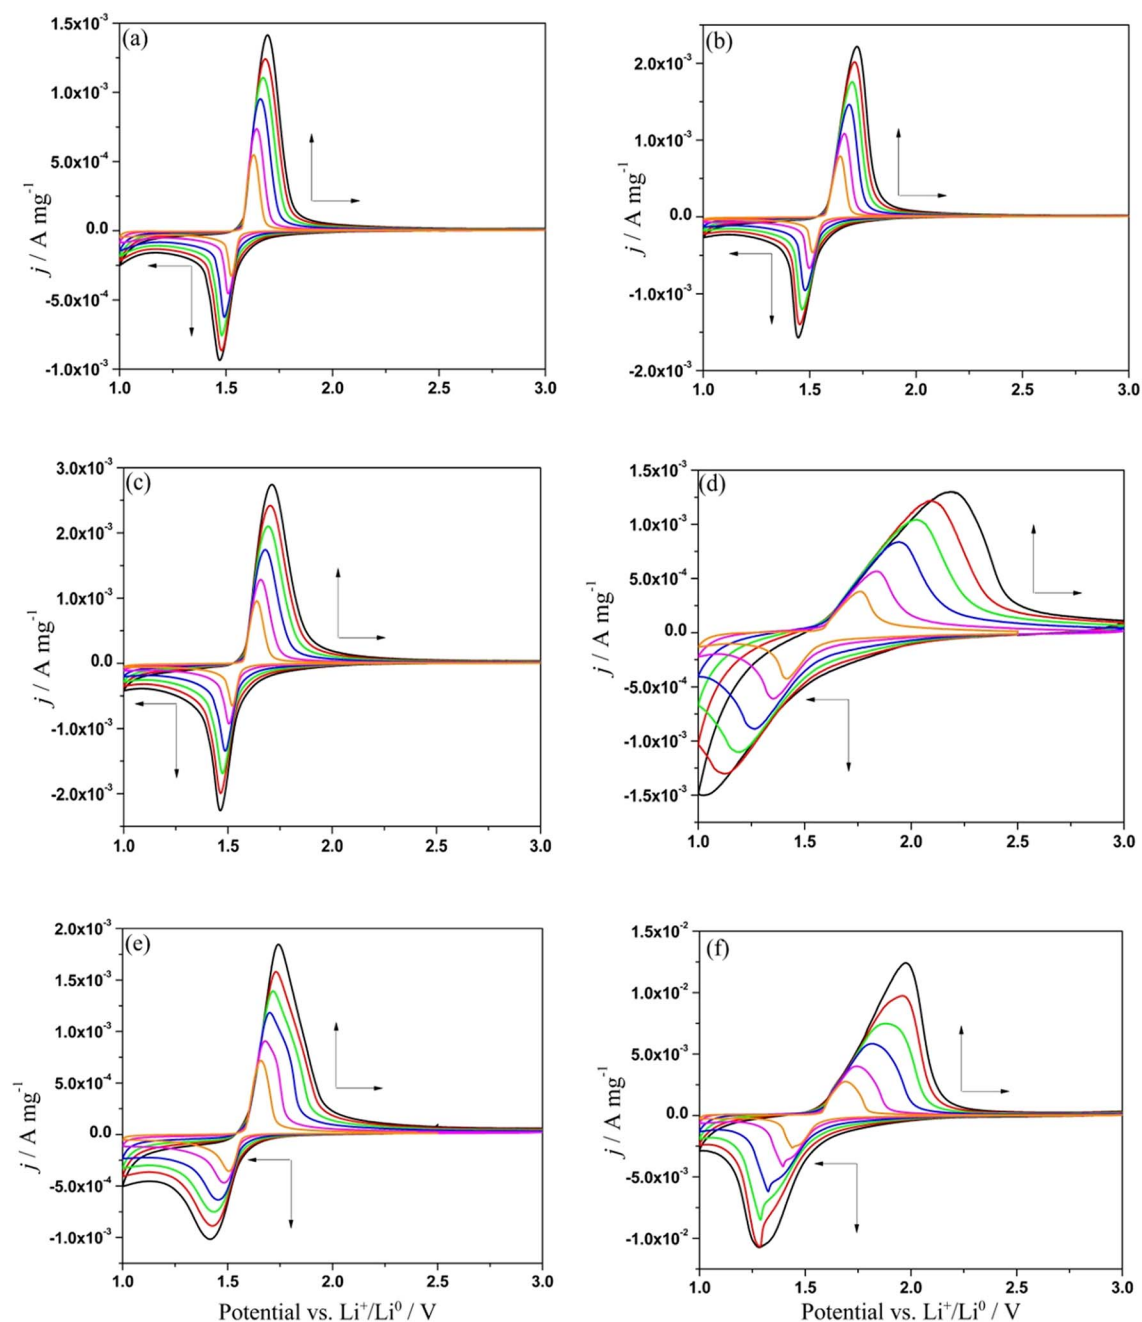 (a)
1.5x10⁻³
1.0x10⁻³
5.0x10⁻⁴
0.0
-5.0x10⁻⁴
-1.0x10⁻³
j / A mg⁻¹
1.0 1.5 2.0 2.5 3.0
(b)
2.0x10⁻³
1.0x10⁻³
0.0
-1.0x10⁻³
-2.0x10⁻³
j / A mg⁻¹
1.0 1.5 2.0 2.5 3.0
(c)
3.0x10⁻³
2.0x10⁻³
1.0x10⁻³
0.0
-1.0x10⁻³
-2.0x10⁻³
j / A mg⁻¹
1.0 1.5 2.0 2.5 3.0
(d)
1.5x10⁻³
1.0x10⁻³
5.0x10⁻⁴
0.0
-5.0x10⁻⁴
-1.0x10⁻³
-1.5x10⁻³
j / A mg⁻¹
1.0 1.5 2.0 2.5 3.0
(e)
2.0x10⁻³
1.5x10⁻³
1.0x10⁻³
5.0x10⁻⁴
0.0
-5.0x10⁻⁴
-1.0x10⁻³
j / A mg⁻¹
1.0 1.5 2.0 2.5 3.0
Potential vs. Li⁺/Li⁰ / V
(f)
1.5x10⁻²
1.0x10⁻²
5.0x10⁻³
0.0
-5.0x10⁻³
-1.0x10⁻²
j / A mg⁻¹
1.0 1.5 2.0 2.5 3.0
Potential vs. Li⁺/Li⁰ / V